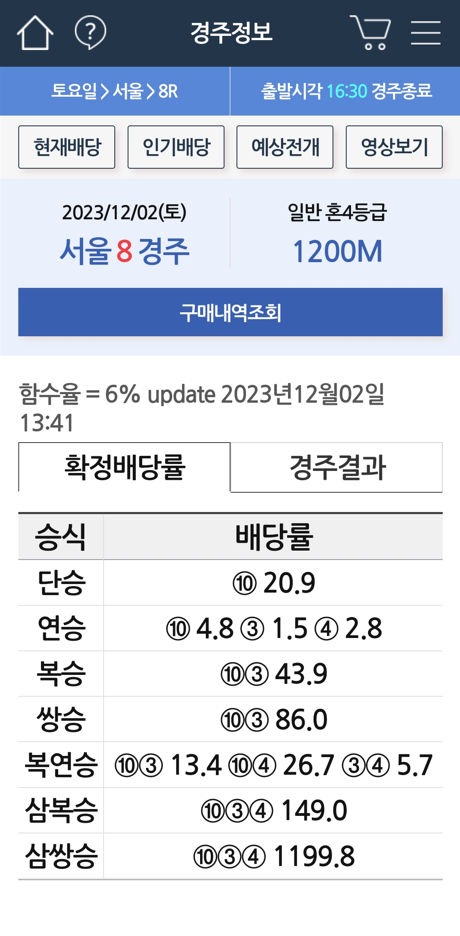 ?
경주정보
토요일 > 서울 > 8R
출발시각 16:30 경주종료
현재배당 인기배당 예상전개 영상보기
2023/12/02(토)
서울 8 경주
일반 혼4등급
1200M
구매내역조회
함수율 = 6% update 2023년12월02일
13:41
확정배당률 경주결과
승식 배당률
단승 ⑩ 20.9
연승 ⑩ 4.8 ③ 1.5 ④ 2.8
복승 ⑩③ 43.9
쌍승 ⑩③ 86.0
복연승 ⑩③ 13.4 ⑩④ 26.7 ③④ 5.7
삼복승 ⑩③④ 149.0
삼쌍승 ⑩③④ 1199.8